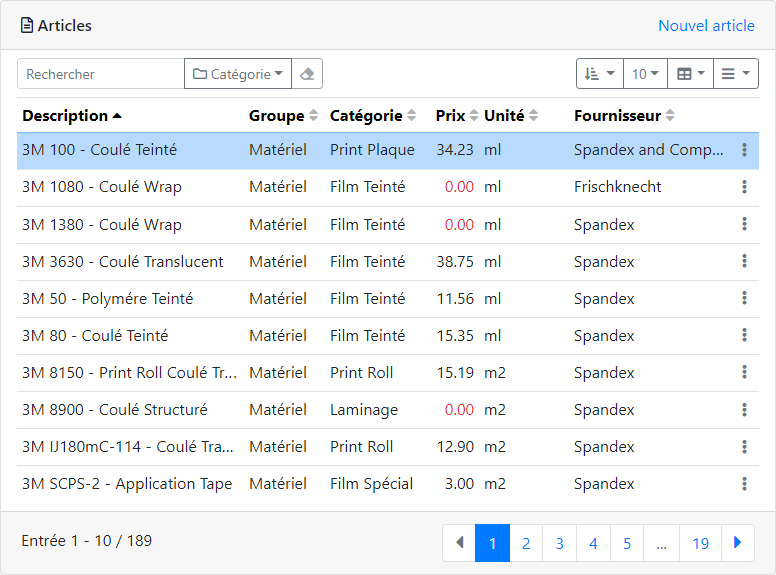 Articles Nouvel article
Rechercher Catégorie 10
Description Groupe Catégorie Prix Unité Fournisseur
3M 100 - Coulé Teinté Matériel Print Plaque 34.23 ml Spandex and Comp...
3M 1080 - Coulé Wrap Matériel Film Teinté 0.00 ml Frischknecht
3M 1380 - Coulé Wrap Matériel Film Teinté 0.00 ml Spandex
3M 3630 - Coulé Translucent Matériel Film Teinté 38.75 ml Spandex
3M 50 - Polymére Teinté Matériel Film Teinté 11.56 ml Spandex
3M 80 - Coulé Teinté Matériel Film Teinté 15.35 ml Spandex
3M 8150 - Print Roll Coulé Tr... Matériel Print Roll 15.19 m2 Spandex
3M 8900 - Coulé Structuré Matériel Laminage 0.00 m2 Spandex
3M IJ180mC-114 - Coulé Tra... Matériel Print Roll 12.90 m2 Spandex
3M SCPS-2 - Application Tape Matériel Film Spécial 3.00 m2 Spandex
Entrée 1 - 10 / 189 1 2 3 4 5 ... 19